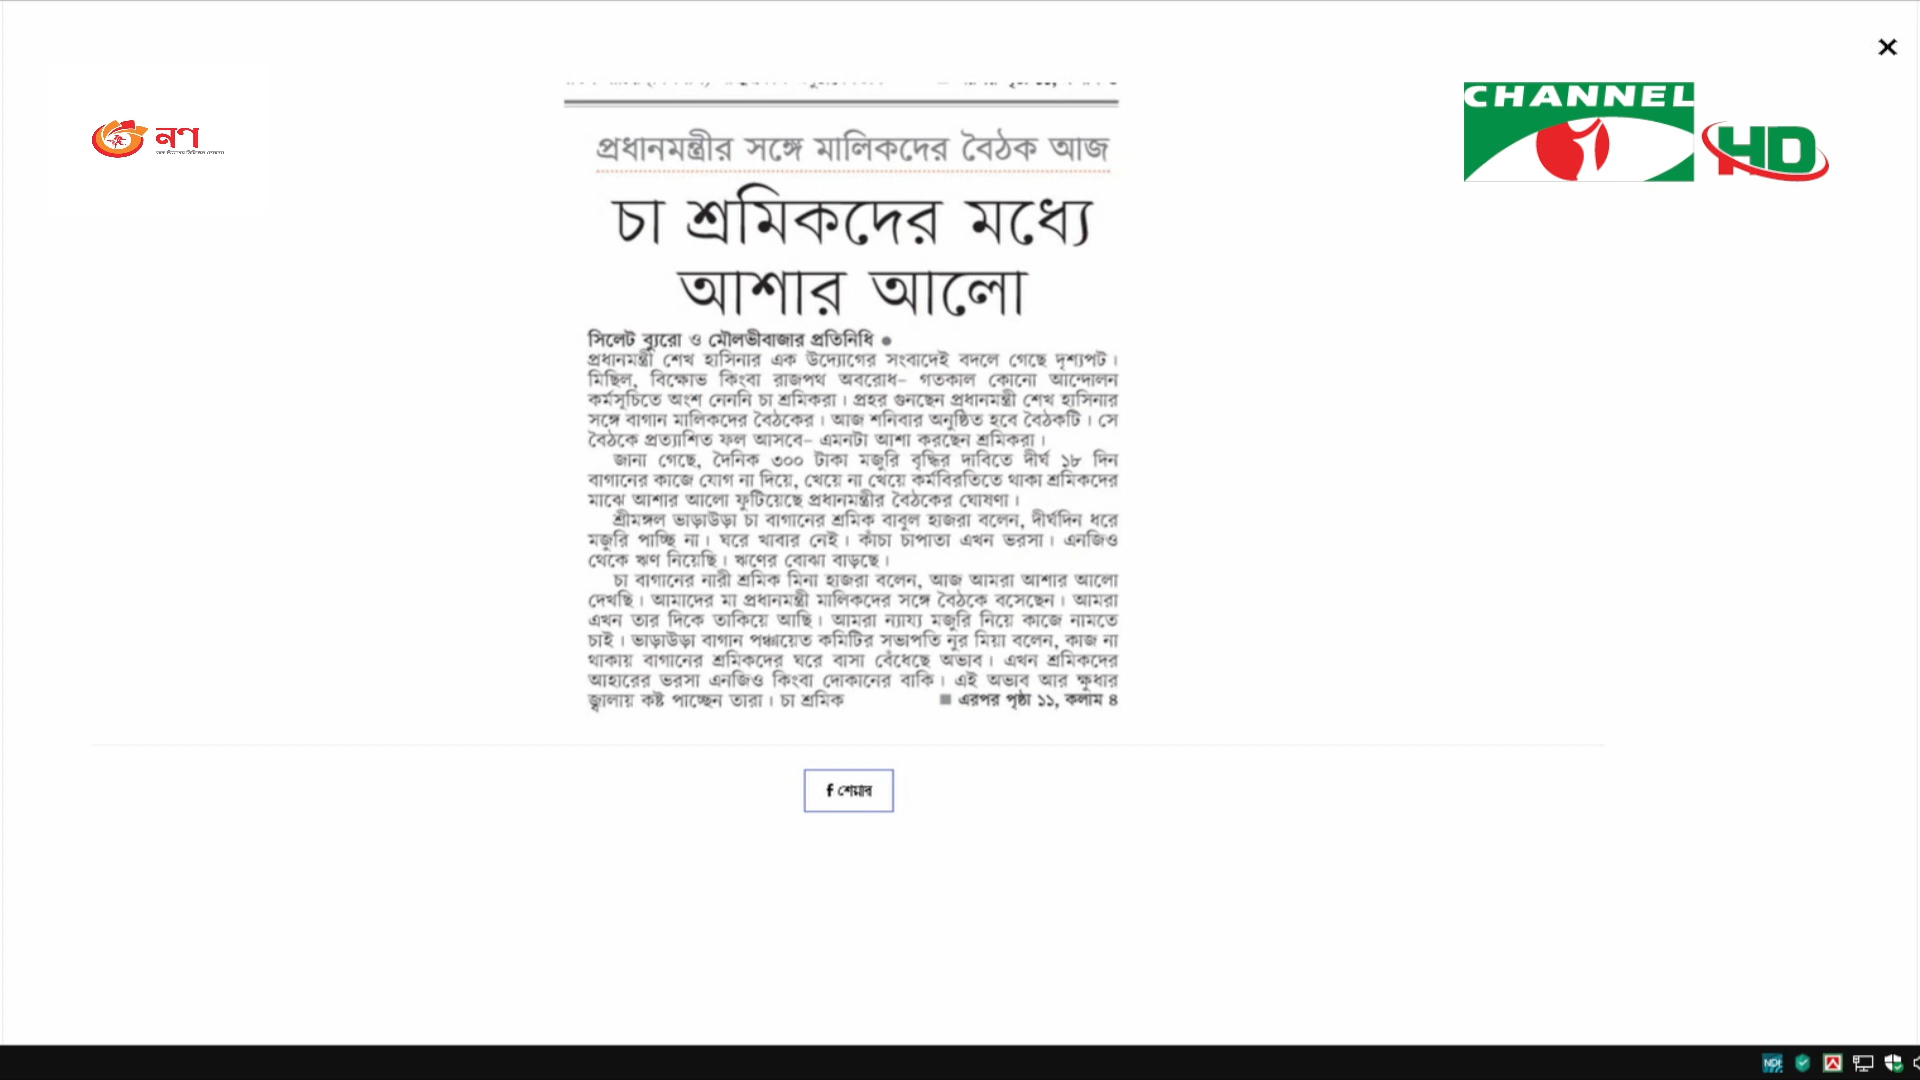 CHANNEL
HD
নগ
প্রধানমন্ত্রীর সঙ্গে মালিকদের বৈঠক আজ
চা শ্রমিকদের মধ্যে
আশার আলো
সিলেট ব্যুরো ও মৌলভীবাজার প্রতিনিধি ●
প্রধানমন্ত্রী শেখ হাসিনার এক উদ্যোগের সংবাদেই বদলে গেছে দৃশ্যপট।
মিছিল, বিক্ষোভ কিংবা রাজপথ অবরোধ– গতকাল কোনো আন্দোলন
কর্মসূচিতে অংশ নেননি চা শ্রমিকরা। প্রহর গুনছেন প্রধানমন্ত্রী শেখ হাসিনার
সঙ্গে বাগান মালিকদের বৈঠকের। আজ শনিবার অনুষ্ঠিত হবে বৈঠকটি। সে
বৈঠকে প্রত্যাশিত ফল আসবে– এমনটা আশা করছেন শ্রমিকরা।
জানা গেছে, দৈনিক ৩০০ টাকা মজুরি বৃদ্ধির দাবিতে দীর্ঘ ১৮ দিন
বাগানের কাজে যোগ না দিয়ে, খেয়ে না খেয়ে কর্মবিরতিতে থাকা শ্রমিকদের
মাঝে আশার আলো ফুটিয়েছে প্রধানমন্ত্রীর বৈঠকের ঘোষণা।
শ্রীমঙ্গল ভাড়াউড়া চা বাগানের শ্রমিক বাবুল হাজরা বলেন, দীর্ঘদিন ধরে
মজুরি পাচ্ছি না। ঘরে খাবার নেই। কাঁচা চাপাতা এখন ভরসা। এনজিও
থেকে ঋণ নিয়েছি। ঋণের বোঝা বাড়ছে।
চা বাগানের নারী শ্রমিক মিনা হাজরা বলেন, আজ আমরা আশার আলো
দেখছি। আমাদের মা প্রধানমন্ত্রী মালিকদের সঙ্গে বৈঠকে বসেছেন। আমরা
এখন তার দিকে তাকিয়ে আছি। আমরা ন্যায্য মজুরি নিয়ে কাজে নামতে
চাই। ভাড়াউড়া বাগান পঞ্চায়েত কমিটির সভাপতি নুর মিয়া বলেন, কাজ না
থাকায় বাগানের শ্রমিকদের ঘরে বাসা বেঁধেছে অভাব। এখন শ্রমিকদের
আহারের ভরসা এনজিও কিংবা দোকানের বাকি। এই অভাব আর ক্ষুধার
জ্বালায় কষ্ট পাচ্ছেন তারা। চা শ্রমিক ■ এরপর পৃষ্ঠা ১১, কলাম ৪
f শেয়ার